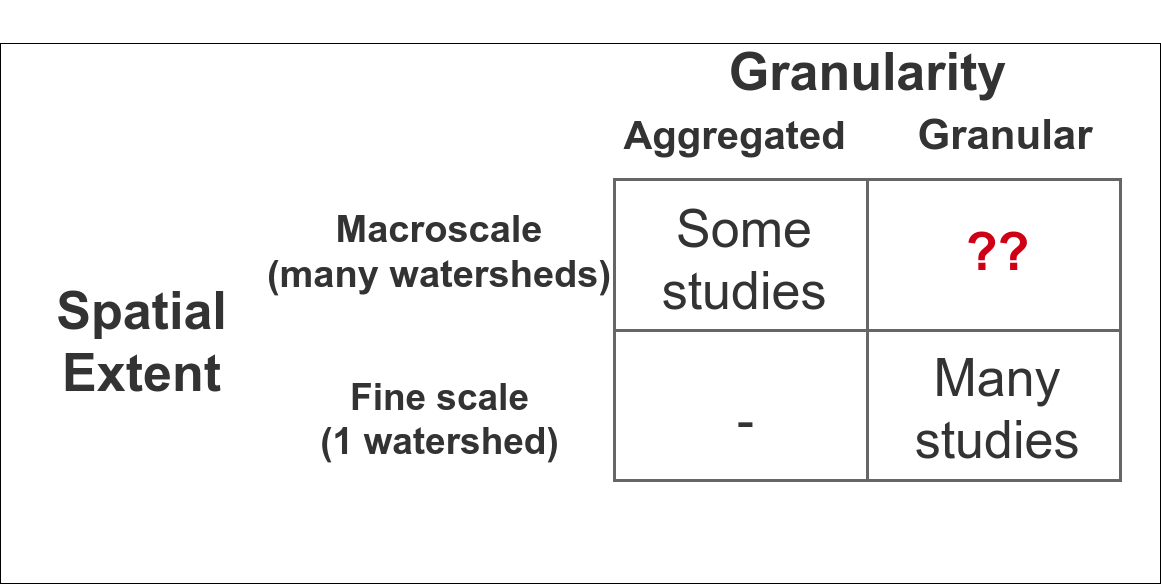 Granularity
Aggregated
Granular
Macroscale
(many watersheds)
Some
studies
??
Spatial
Extent
Fine scale
(1 watershed)
-
Many
studies